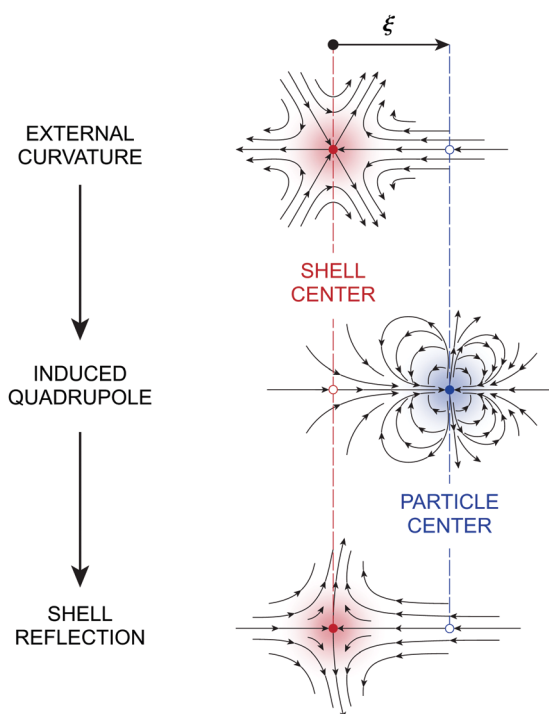 ξ
EXTERNAL
CURVATURE
SHELL
CENTER
INDUCED
QUADRUPOLE
PARTICLE
CENTER
SHELL
REFLECTION